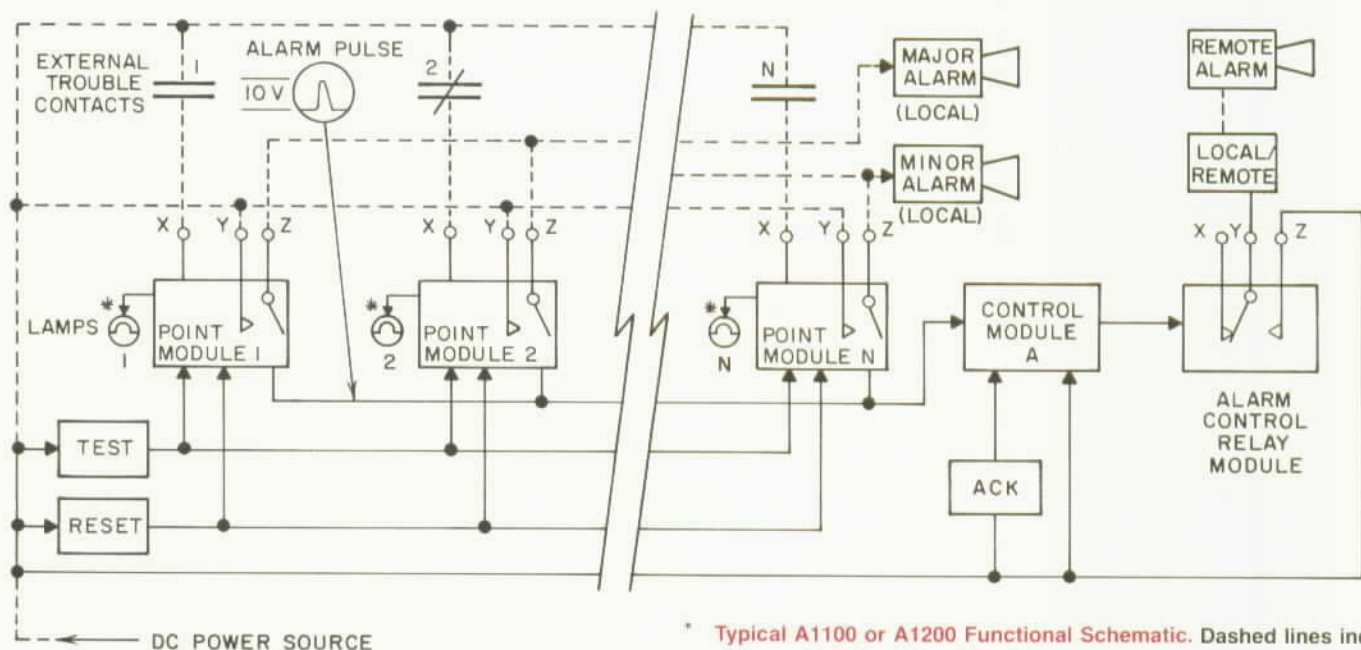 EXTERNAL
TROUBLE
CONTACTS
1
ALARM PULSE
10 V
2
N
MAJOR
ALARM
(LOCAL)
MINOR
ALARM
(LOCAL)
REMOTE
ALARM
LOCAL/
REMOTE
X Y Z
X Y Z
X Y Z
X Y Z
LAMPS
*
1
POINT
MODULE 1
*
2
POINT
MODULE 2
*
N
POINT
MODULE N
CONTROL
MODULE
A
ALARM
CONTROL
RELAY
MODULE
TEST
RESET
ACK
DC POWER SOURCE
* Typical A1100 or A1200 Functional Schematic. Dashed lines